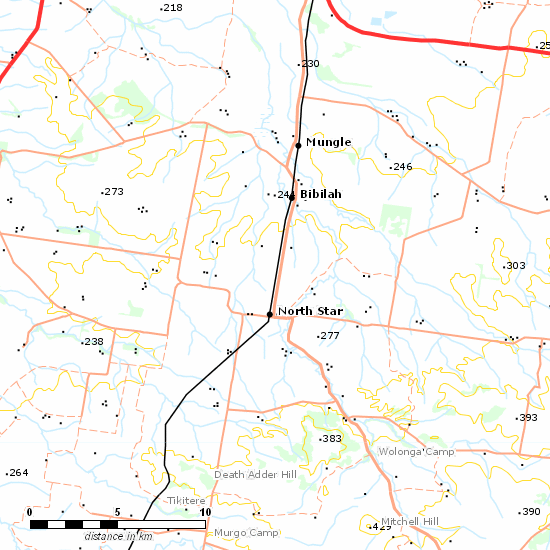 .218
.25
.230
Mungle
.246
.273
.24
Bibilah
.303
North Star
.277
.238
.393
.383
Wolonga Camp
.264
Death Adder Hill
Tikitere
0 5 10
distance in km
.390
Mitchell Hill
.429
Murgo Camp